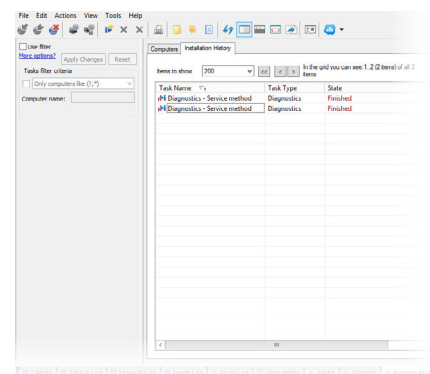 File Edit Actions View Tools Help
Use filter
More options? Apply Changes Reset
Tasks filter criteria
Only computers like (?,*)
Computer name:
Computers Installation History
Items to show 200 << < > In the grid you can see: 1..2 (2 items) of all 2 items
Task Name Task Type State
Diagnostics - Service method Diagnostics Finished
Diagnostics - Service method Diagnostics Finished